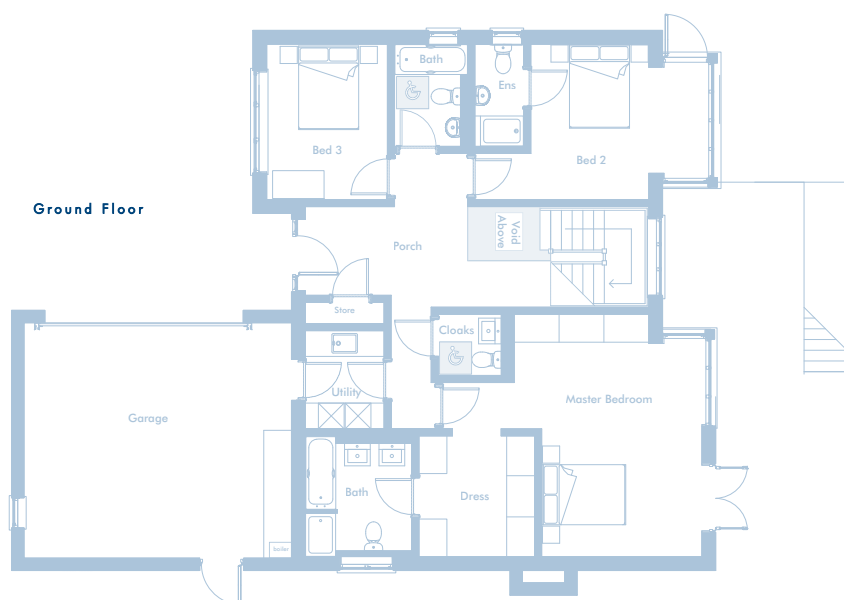 Bath
Ens
Bed 3
Bed 2
Ground Floor
Void
Above
Porch
Store
Cloaks
Utility
Master Bedroom
Garage
Bath
Dress
boiler